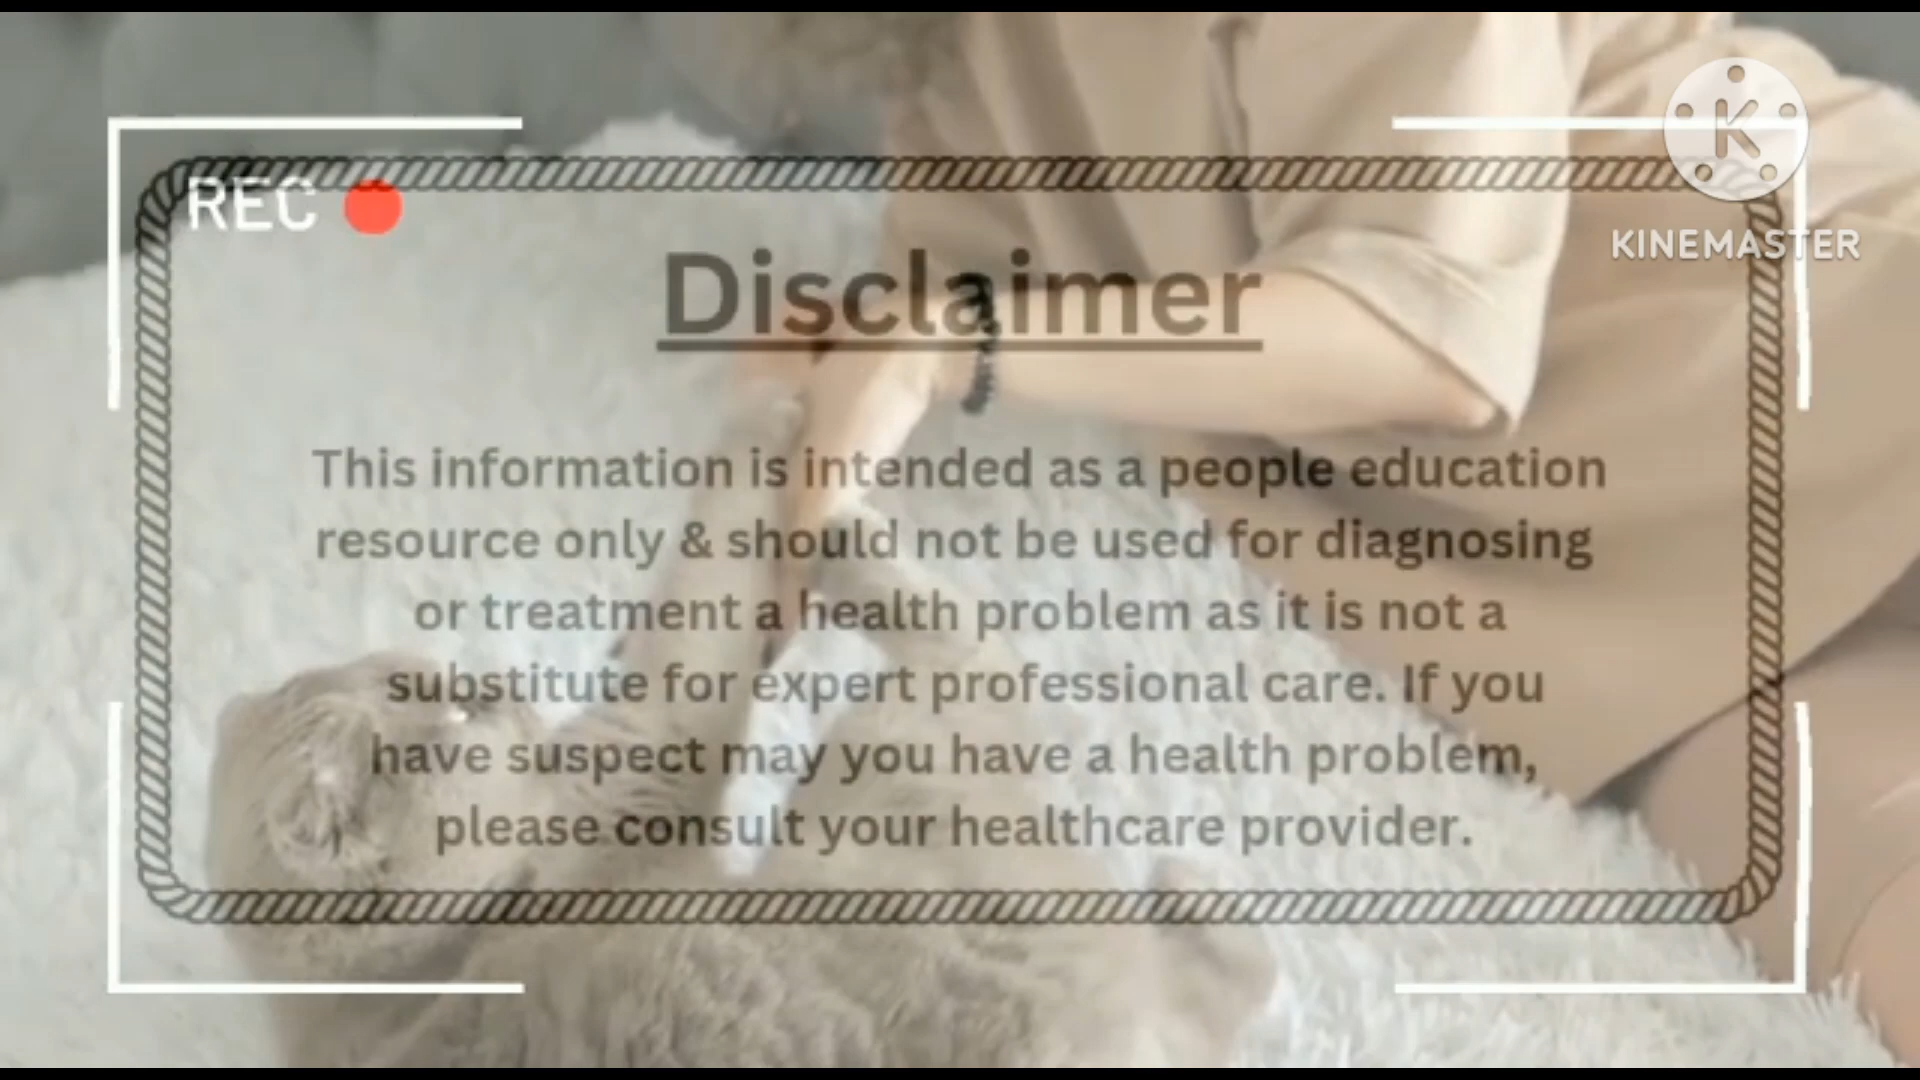 REC
KINEMASTER
Disclaimer
This information is intended as a people education
resource only & should not be used for diagnosing
or treatment a health problem as it is not a
substitute for expert professional care. If you
have suspect may you have a health problem,
please consult your healthcare provider.